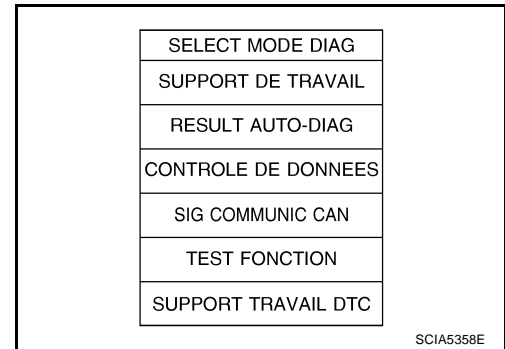 SELECT MODE DIAG
SUPPORT DE TRAVAIL
RESULT AUTO-DIAG
CONTROLE DE DONNEES
SIG COMMUNIC CAN
TEST FONCTION
SUPPORT TRAVAIL DTC
SCIA5358E